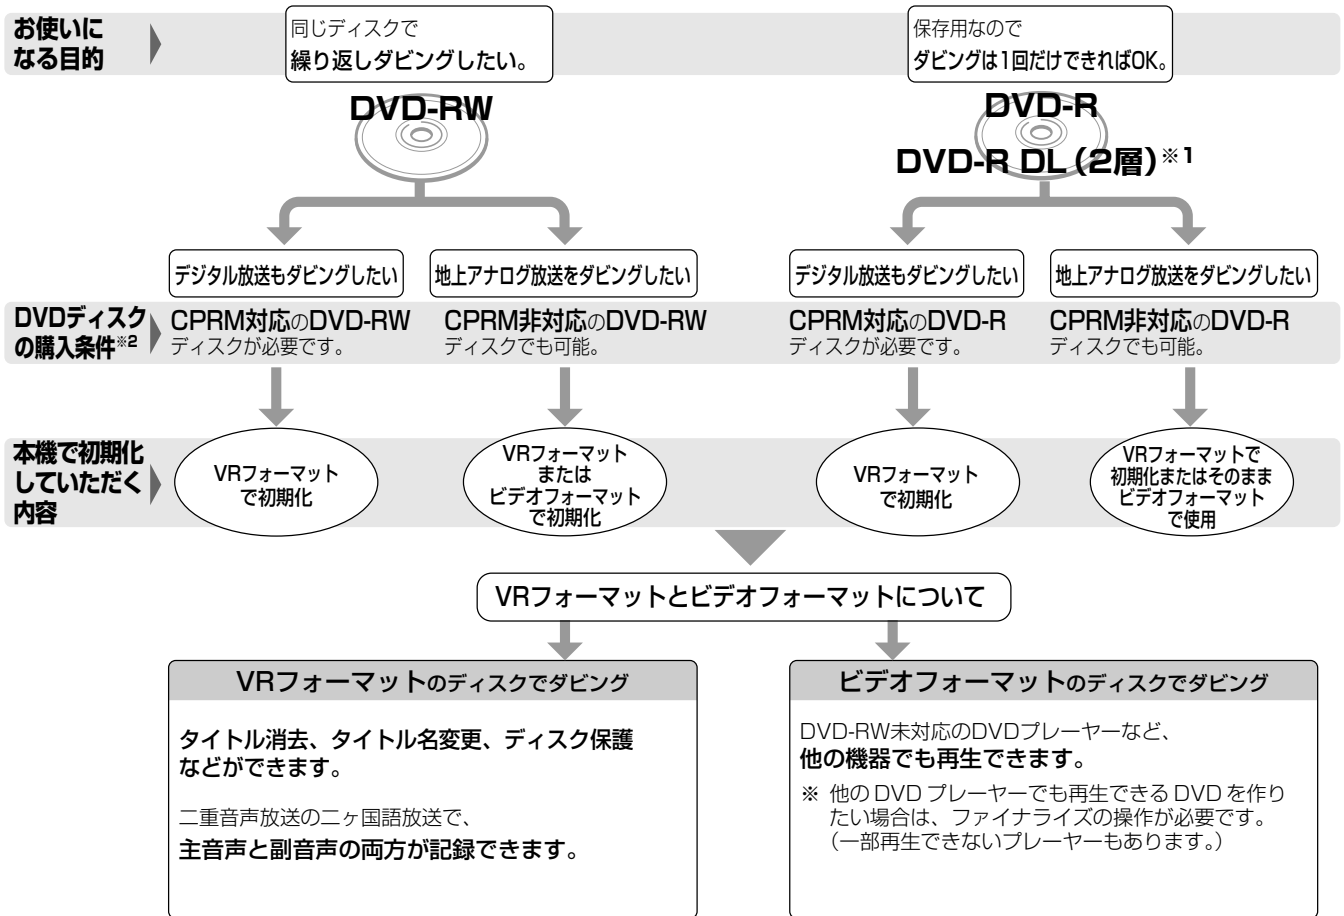 お使いに
なる目的
同じディスクで
繰り返しダビングしたい。
保存用なので
ダビングは1回だけできればOK。
DVD-RW
DVD-R
DVD-R DL（2層）※1
デジタル放送もダビングしたい
地上アナログ放送をダビングしたい
デジタル放送もダビングしたい
地上アナログ放送をダビングしたい
DVDディスク
の購入条件※2
CPRM対応のDVD-RW
ディスクが必要です。
CPRM非対応のDVD-RW
ディスクでも可能。
CPRM対応のDVD-R
ディスクが必要です。
CPRM非対応のDVD-R
ディスクでも可能。
本機で初期化
していただく
内容
VRフォーマット
で初期化
VRフォーマット
または
ビデオフォーマット
で初期化
VRフォーマット
で初期化
VRフォーマットで
初期化またはそのまま
ビデオフォーマット
で使用
VRフォーマットとビデオフォーマットについて
VRフォーマットのディスクでダビング
タイトル消去、タイトル名変更、ディスク保護
などができます。
二重音声放送の二ヶ国語放送で、
主音声と副音声の両方が記録できます。
ビデオフォーマットのディスクでダビング
DVD-RW未対応のDVDプレーヤーなど、
他の機器でも再生できます。
※ 他の DVD プレーヤーでも再生できる DVD を作り
たい場合は、ファイナライズの操作が必要です。
（一部再生できないプレーヤーもあります。）